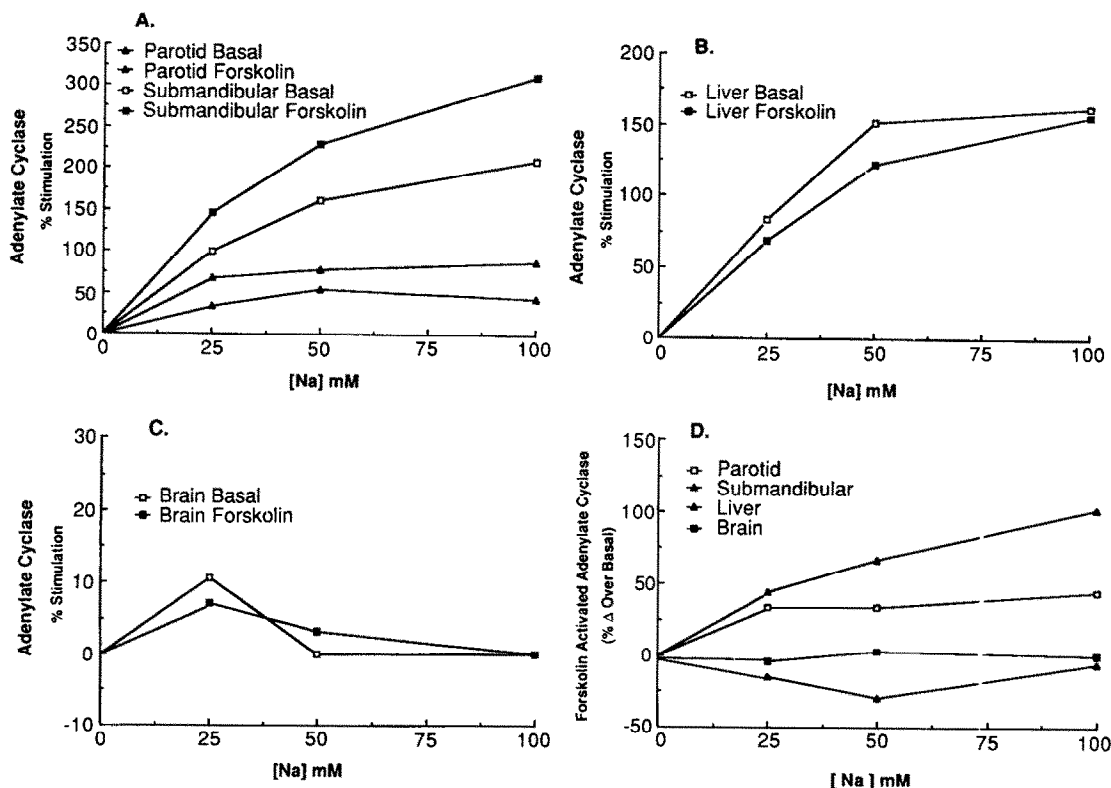 A.
Adenylate Cyclase
% Stimulation
350
300
250
200
150
100
50
0
Parotid Basal
Parotid Forskolin
Submandibular Basal
Submandibular Forskolin
0 25 50 75 100
[Na] mM
B.
Adenylate Cyclase
% Stimulation
200
150
100
50
0
Liver Basal
Liver Forskolin
0 25 50 75 100
[Na] mM
C.
Adenylate Cyclase
% Stimulation
30
20
10
0
-10
Brain Basal
Brain Forskolin
0 25 50 75 100
[Na] mM
D.
Forskolin Activated Adenylate Cyclase
(% Δ Over Basal)
150
100
50
0
-50
Parotid
Submandibular
Liver
Brain
0 25 50 75 100
[ Na ] mM